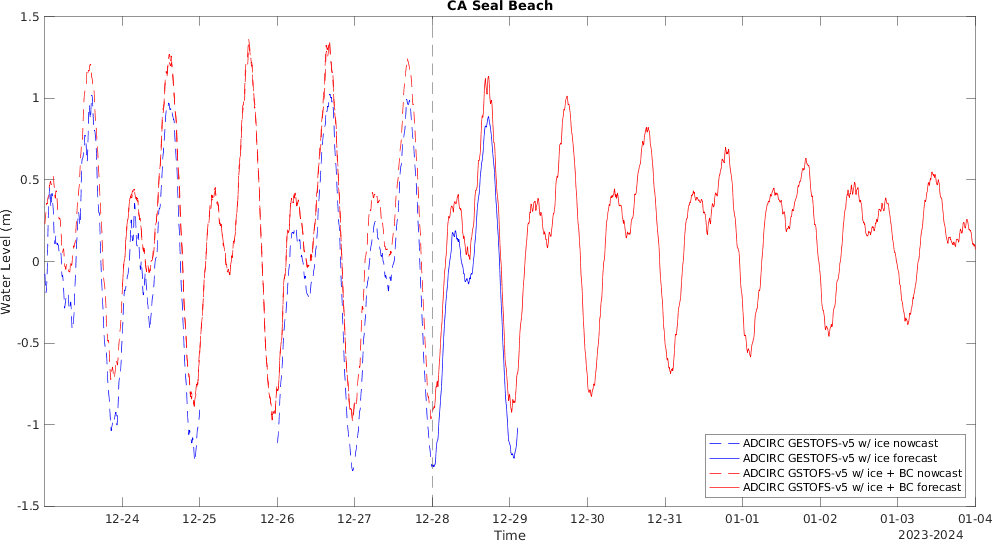 CA Seal Beach
1.5
1
0.5
0
-0.5
-1
-1.5
Water Level (m)
12-24 12-25 12-26 12-27 12-28 12-29 12-30 12-31 01-01 01-02 01-03 01-04
Time
2023-2024
ADCIRC GESTOFS-v5 w/ ice nowcast
ADCIRC GESTOFS-v5 w/ ice forecast
ADCIRC GSTOFS-v5 w/ ice + BC nowcast
ADCIRC GSTOFS-v5 w/ ice + BC forecast